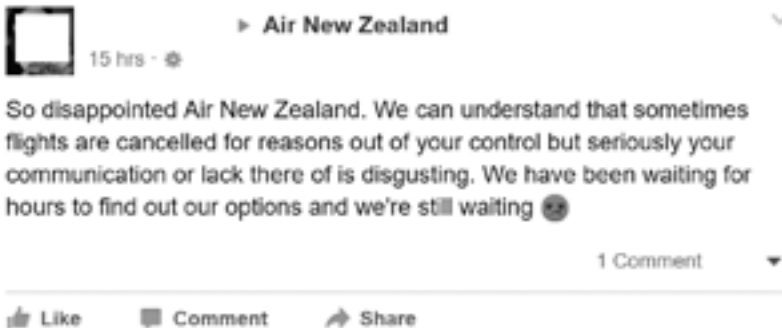 Air New Zealand
15 hrs ·
So disappointed Air New Zealand. We can understand that sometimes
flights are cancelled for reasons out of your control but seriously your
communication or lack there of is disgusting. We have been waiting for
hours to find out our options and we're still waiting
1 Comment
Like Comment Share